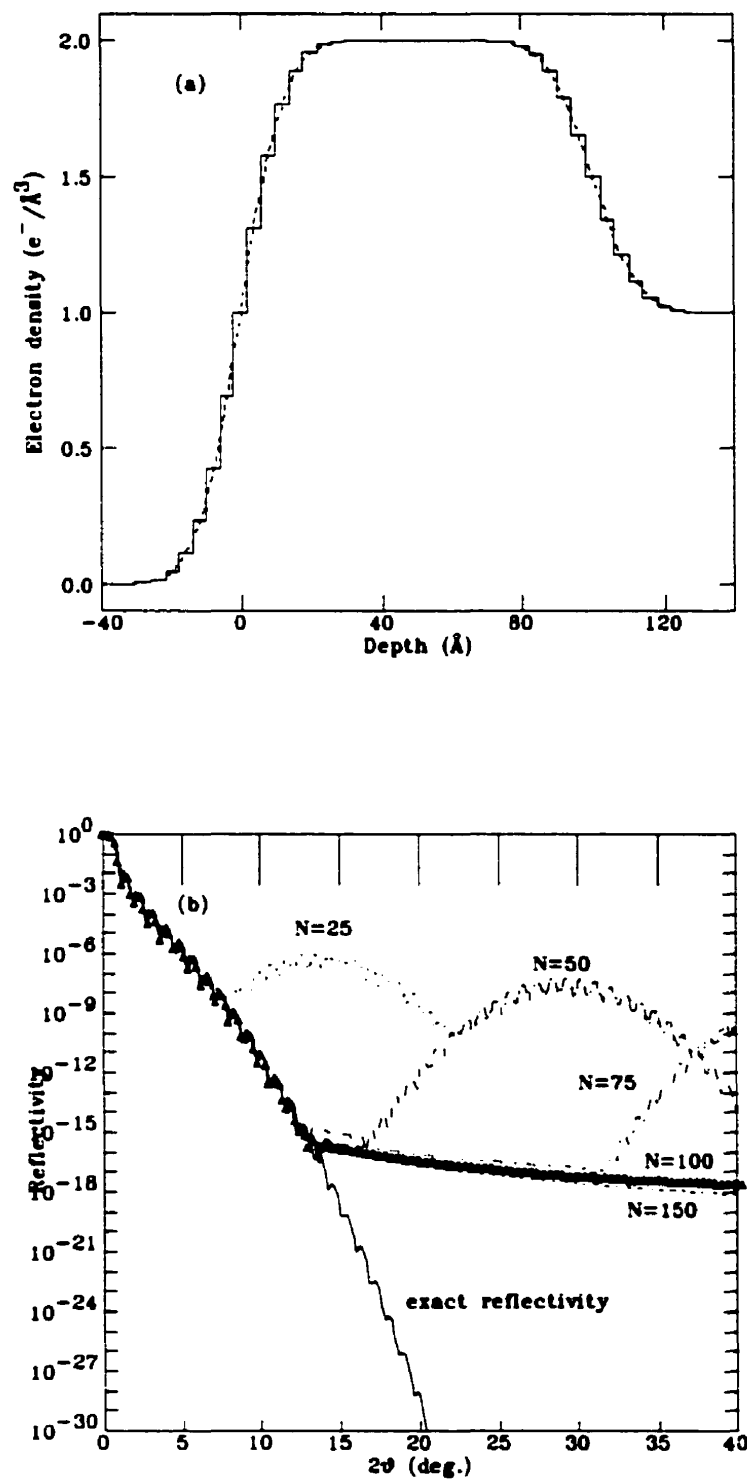 2.0
(a)
1.5
Electron density (e⁻/Å³)
1.0
0.5
0.0
-40 0 40 80 120
Depth (Å)
10⁰
10⁻³
(b)
N=25
10⁻⁶
N=50
10⁻⁹
0⁻¹²
N=75
Reflectivity
0⁻¹⁵
N=100
10⁻¹⁸
N=150
10⁻²¹
10⁻²⁴
exact reflectivity
10⁻²⁷
10⁻³⁰
0 5 10 15 20 25 30 35 40
2ϑ (deg.)